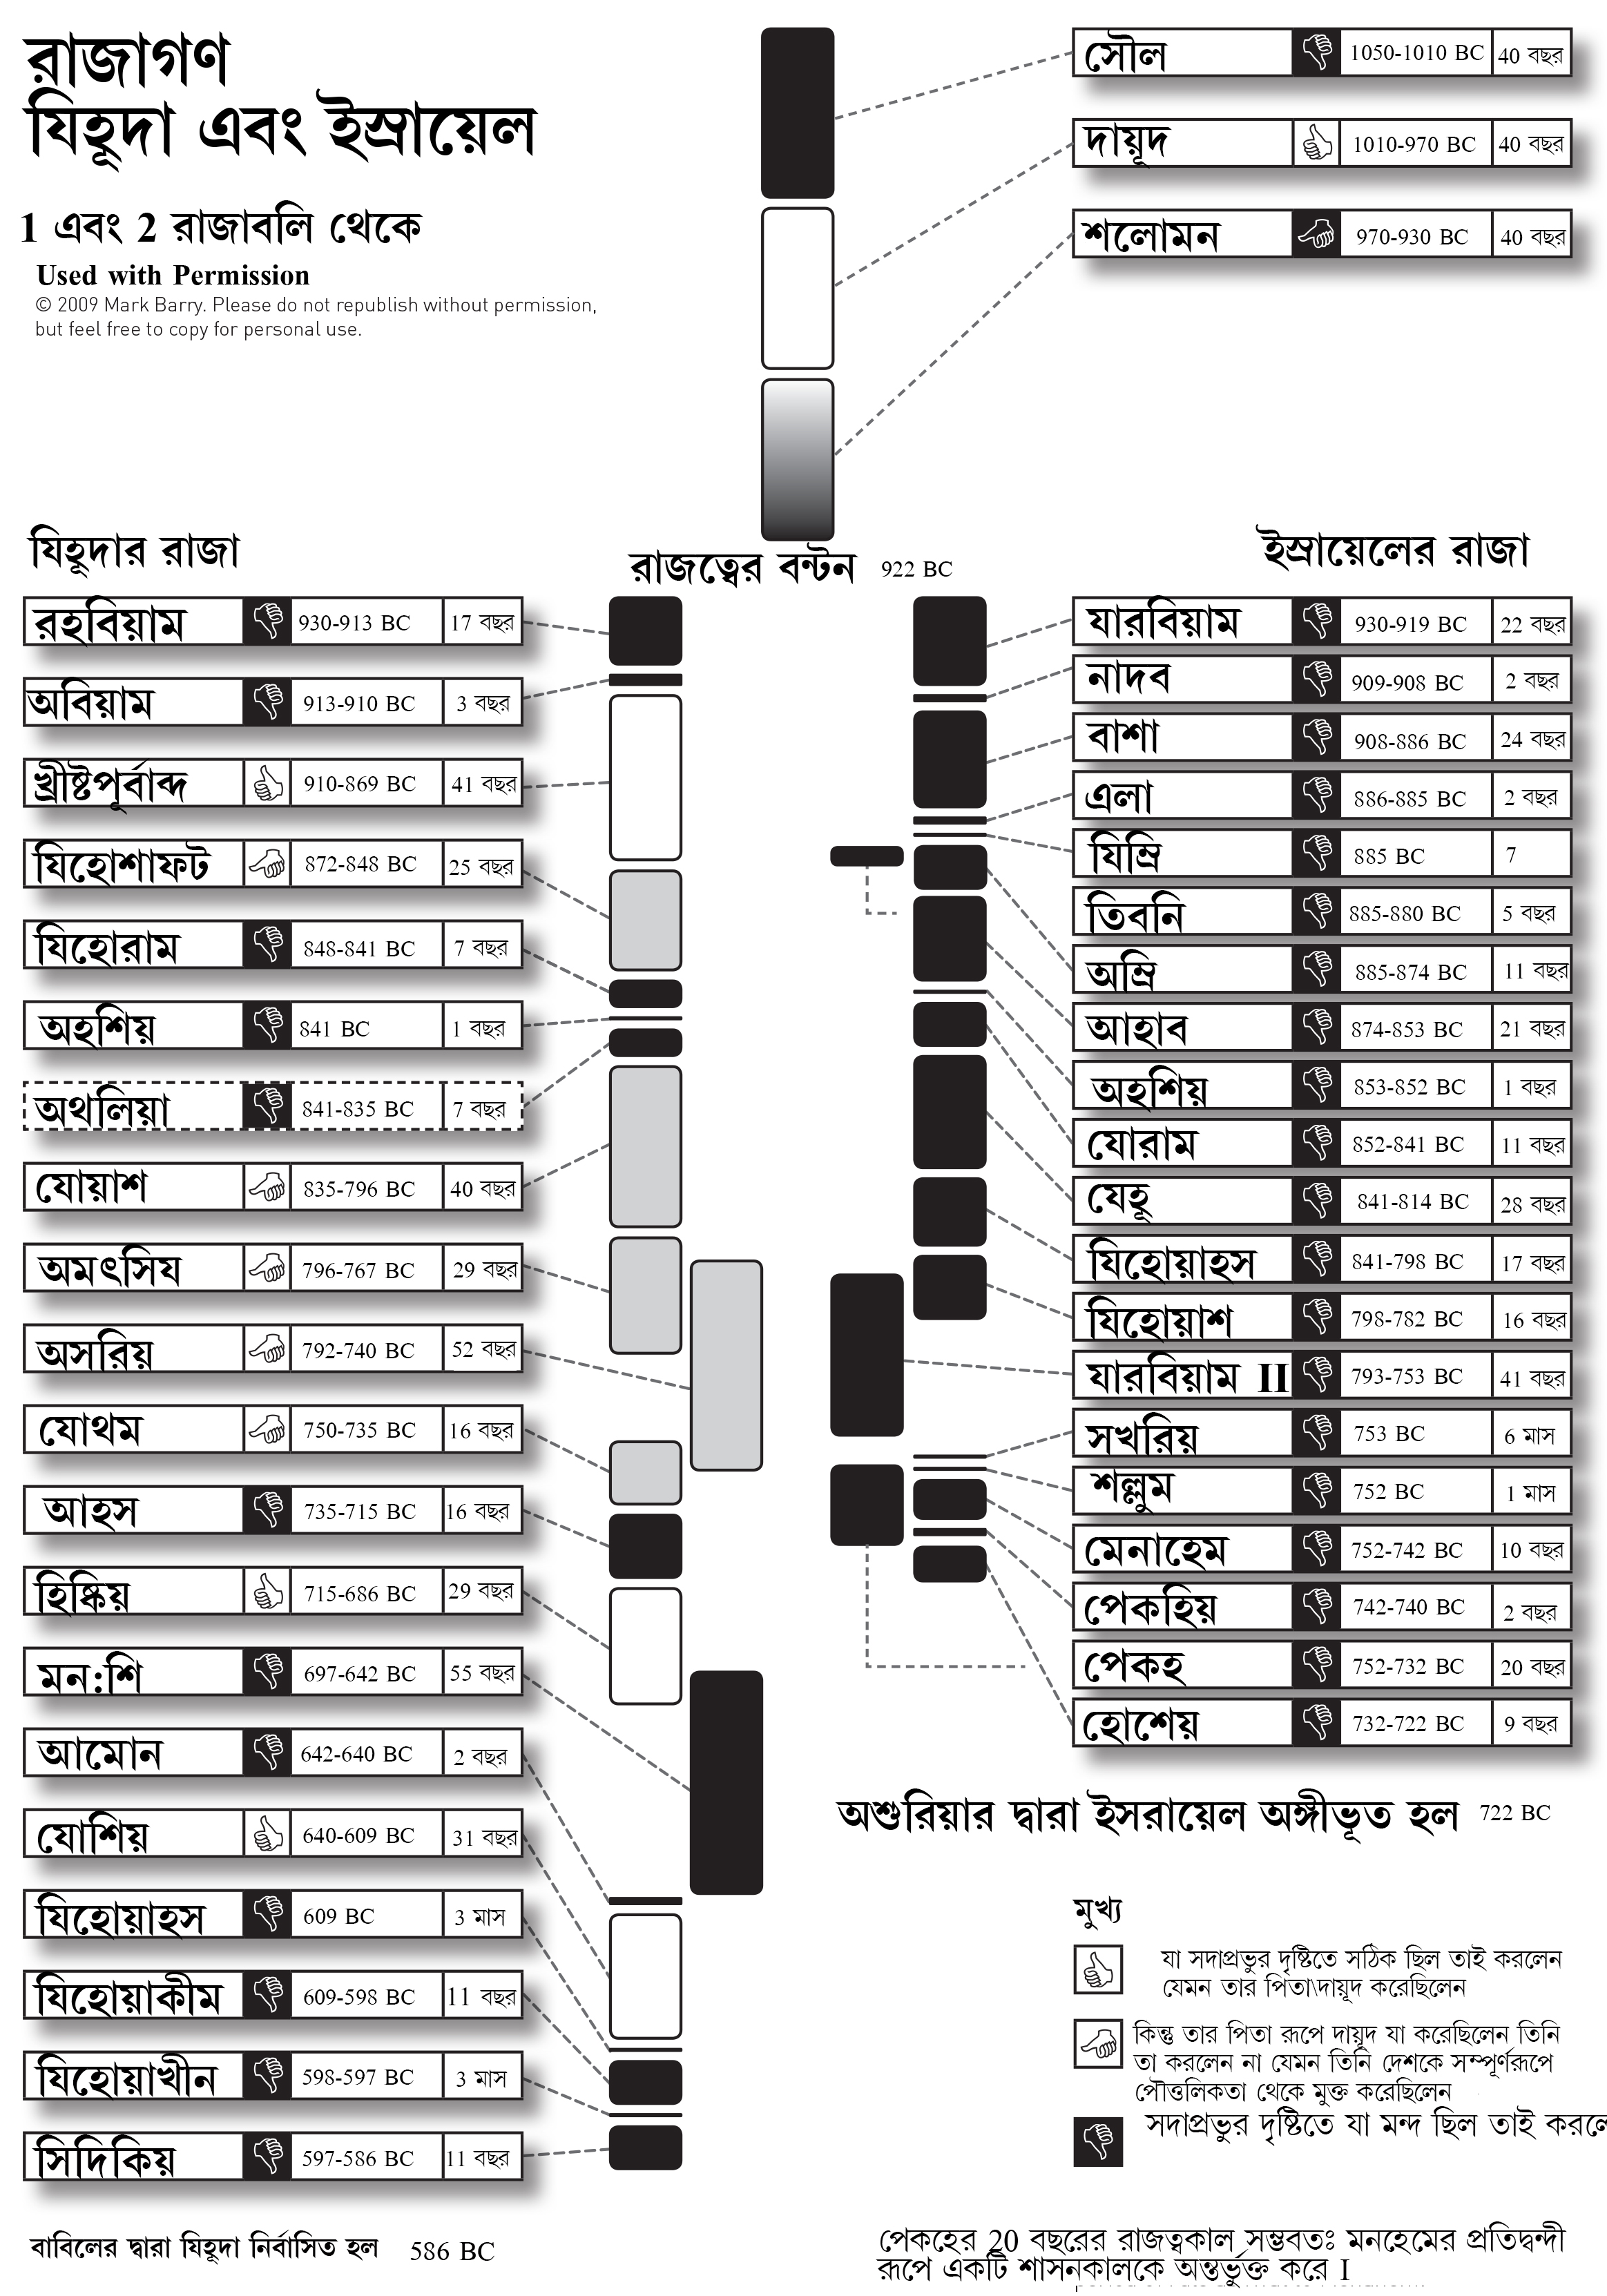 রাজাগণ
যিহূদা এবং ইস্রায়েল
1 এবং 2 রাজাবলি থেকে
Used with Permission
© 2009 Mark Barry. Please do not republish without permission,
but feel free to copy for personal use.
সৌল 1050-1010 BC 40 বছর
দায়ূদ 1010-970 BC 40 বছর
শলোমন 970-930 BC 40 বছর
রাজত্বের বন্টন 922 BC
যিহূদার রাজা
রহবিয়াম 930-913 BC 17 বছর
অবিয়াম 913-910 BC 3 বছর
খ্রীষ্টপূর্বাব্দ 910-869 BC 41 বছর
যিহোশাফট 872-848 BC 25 বছর
যিহোরাম 848-841 BC 7 বছর
অহশিয় 841 BC 1 বছর
অথলিয়া 841-835 BC 7 বছর
যোয়াশ 835-796 BC 40 বছর
অমৎসিয 796-767 BC 29 বছর
অসরিয় 792-740 BC 52 বছর
যোথম 750-735 BC 16 বছর
আহস 735-715 BC 16 বছর
হিষ্কিয় 715-686 BC 29 বছর
মন:শি 697-642 BC 55 বছর
আমোন 642-640 BC 2 বছর
যোশিয় 640-609 BC 31 বছর
যিহোয়াহস 609 BC 3 মাস
যিহোয়াকীম 609-598 BC 11 বছর
যিহোয়াখীন 598-597 BC 3 মাস
সিদিকিয় 597-586 BC 11 বছর
বাবিলের দ্বারা যিহূদা নির্বাসিত হল 586 BC
ইস্রায়েলের রাজা
যারবিয়াম 930-919 BC 22 বছর
নাদব 909-908 BC 2 বছর
বাশা 908-886 BC 24 বছর
এলা 886-885 BC 2 বছর
যিম্রি 885 BC 7
তিবনি 885-880 BC 5 বছর
অম্রি 885-874 BC 11 বছর
আহাব 874-853 BC 21 বছর
অহশিয় 853-852 BC 1 বছর
যোরাম 852-841 BC 11 বছর
যেহূ 841-814 BC 28 বছর
যিহোয়াহস 841-798 BC 17 বছর
যিহোয়াশ 798-782 BC 16 বছর
যারবিয়াম II 793-753 BC 41 বছর
সখরিয় 753 BC 6 মাস
শল্লুম 752 BC 1 মাস
মেনাহেম 752-742 BC 10 বছর
পেকহিয় 742-740 BC 2 বছর
পেকহ 752-732 BC 20 বছর
হোশেয় 732-722 BC 9 বছর
অশুরিয়ার দ্বারা ইসরায়েল অঙ্গীভূত হল 722 BC
মুখ্য
যা সদাপ্রভুর দৃষ্টিতে সঠিক ছিল তাই করলেন
যেমন তার পিতা\দায়ূদ করেছিলেন
কিন্তু তার পিতা রূপে দায়ূদ যা করেছিলেন তিনি
তা করলেন না যেমন তিনি দেশকে সম্পূর্ণরূপে
পৌত্তলিকতা থেকে মুক্ত করেছিলেন
সদাপ্রভুর দৃষ্টিতে যা মন্দ ছিল তাই
পেকহের 20 বছরের রাজত্বকাল সম্ভবতঃ মনহেমের প্রতিদ্বন্দী
রূপে একটি শাসনকালকে অন্তর্ভুক্ত করে I